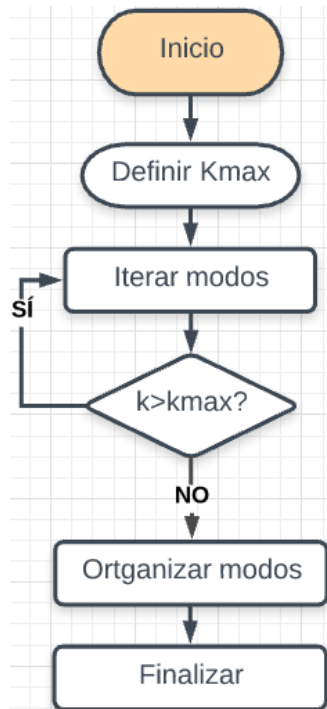 Inicio
Definir Kmax
Iterar modos
SÍ
k>kmax?
NO
Ortganizar modos
Finalizar